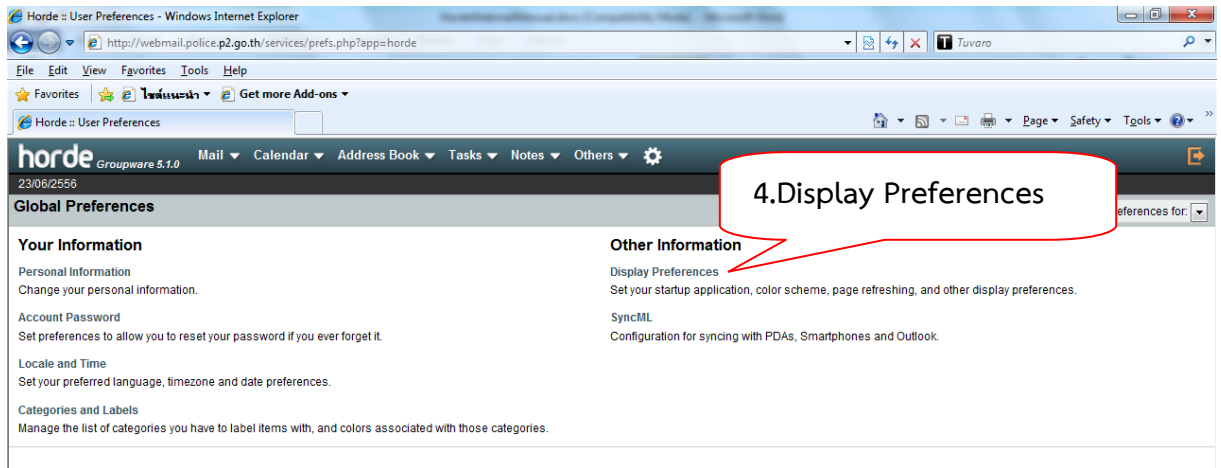 Horde :: User Preferences - Windows Internet Explorer
http://webmail.police.p2.go.th/services/prefs.php?app=horde
Tuvaro
File Edit View Favorites Tools Help
Favorites ไซต์แนะนำ Get more Add-ons
Horde :: User Preferences
Page Safety Tools »
horde Groupware 5.1.0 Mail Calendar Address Book Tasks Notes Others
23/06/2556
4.Display Preferences
Global Preferences
eferences for:
Your Information
Personal Information
Change your personal information.
Account Password
Set preferences to allow you to reset your password if you ever forget it.
Locale and Time
Set your preferred language, timezone and date preferences.
Categories and Labels
Manage the list of categories you have to label items with, and colors associated with those categories.
Other Information
Display Preferences
Set your startup application, color scheme, page refreshing, and other display preferences.
SyncML
Configuration for syncing with PDAs, Smartphones and Outlook.